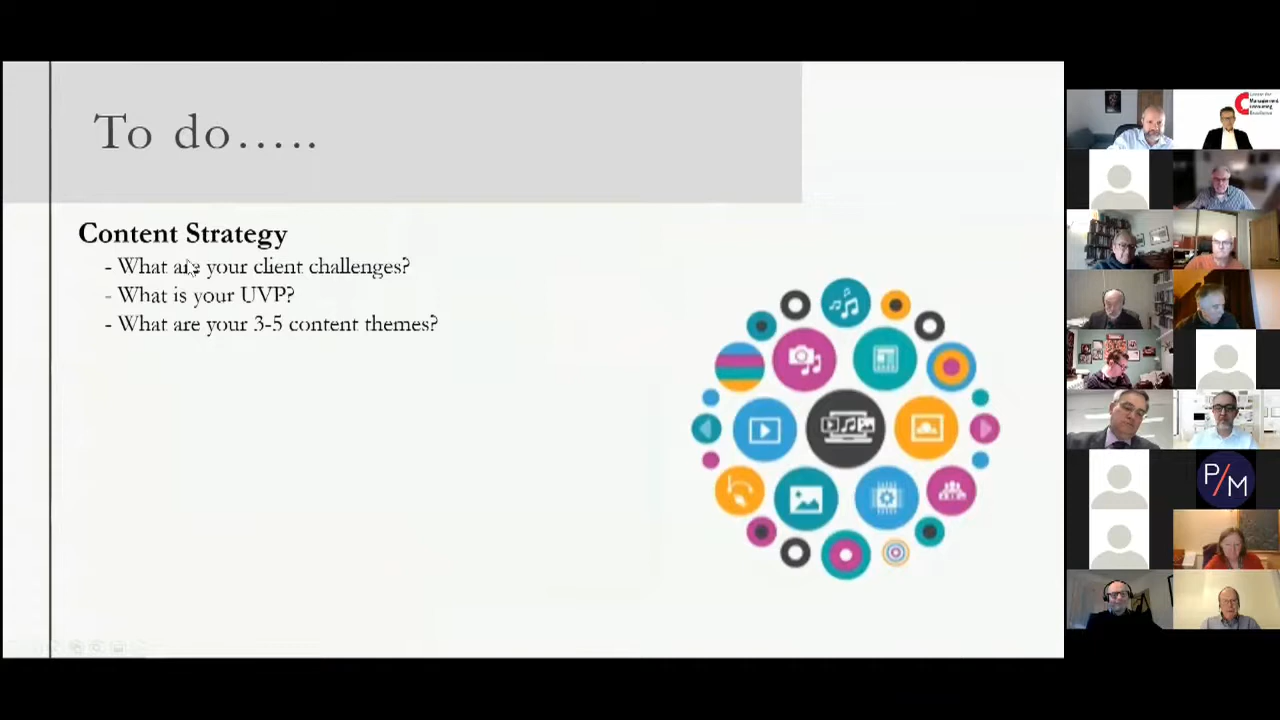 To do.....
Content Strategy
- What are your client challenges?
- What is your UVP?
- What are your 3-5 content themes?
Management
P/M